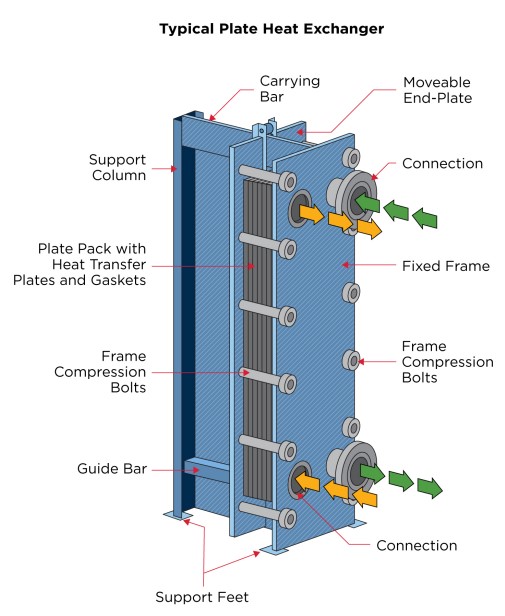 Typical Plate Heat Exchanger
Carrying
Bar
Moveable
End-Plate
Support
Column
Connection
Plate Pack with
Heat Transfer
Plates and Gaskets
Fixed Frame
Frame
Compression
Bolts
Frame
Compression
Bolts
Guide Bar
Connection
Support Feet